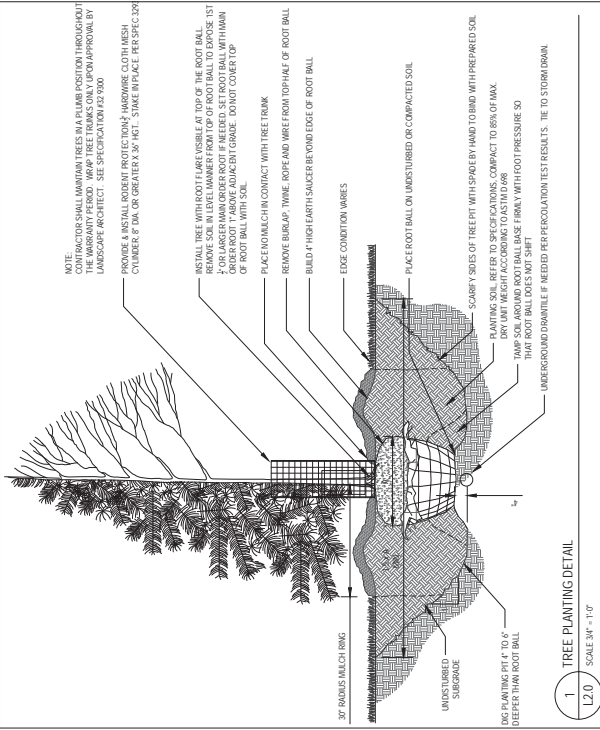 NOTE:
CONTRACTOR SHALL MAINTAIN TREES IN A PLUMB POSITION THROUGHOUT
THE WARRANTY PERIOD. WRAP TREE TRUNKS ONLY UPON APPROVAL BY
LANDSCAPE ARCHITECT. SEE SPECIFICATION #32 9300
PROVIDE & INSTALL RODENT PROTECTION: HARDWARE CLOTH MESH
CYLINDER, 8" DIA. OR GREATER X 36" HGT. STAKE IN PLACE. PER SPEC 329
INSTALL TREE WITH ROOT FLARE VISIBLE AT TOP OF THE ROOT BALL.
REMOVE SOIL IN LEVEL MANNER FROM TOP OF ROOT BALL TO EXPOSE 1ST
OR LARGER MAIN ORDER ROOT IF NEEDED. SET ROOT BALL WITH MAIN
ORDER ROOT 1" ABOVE ADJACENT GRADE. DO NOT COVER TOP
OF ROOT BALL WITH SOIL.
PLACE NO MULCH IN CONTACT WITH TREE TRUNK
REMOVE BURLAP, TWINE, ROPE AND WIRE FROM TOP HALF OF ROOT BALL
BUILD 4" HIGH EARTH SAUCER BEYOND EDGE OF ROOT BALL
EDGE CONDITION VARIES
PLACE ROOT BALL ON UNDISTURBED OR COMPACTED SOIL
SCARIFY SIDES OF TREE PIT WITH SPADE BY HAND TO BIND WITH PREPARED SOIL
PLANTING SOIL. REFER TO SPECIFICATIONS. COMPACT TO 85% OF MAX.
DRY UNIT WEIGHT ACCORDING TO ASTM D 698
TAMP SOIL AROUND ROOT BALL BASE FIRMLY WITH FOOT PRESSURE SO
THAT ROOT BALL DOES NOT SHIFT
UNDERGROUND DRAINTILE IF NEEDED PER PERCOLATION TEST RESULTS. TIE TO STORM DRAIN.
30" RADIUS MULCH RING
UNDISTURBED
SUBGRADE
DIG PLANTING PIT 4" TO 6"
DEEPER THAN ROOT BALL
1
L2.0
TREE PLANTING DETAIL
SCALE 3/4" = 1'-0"